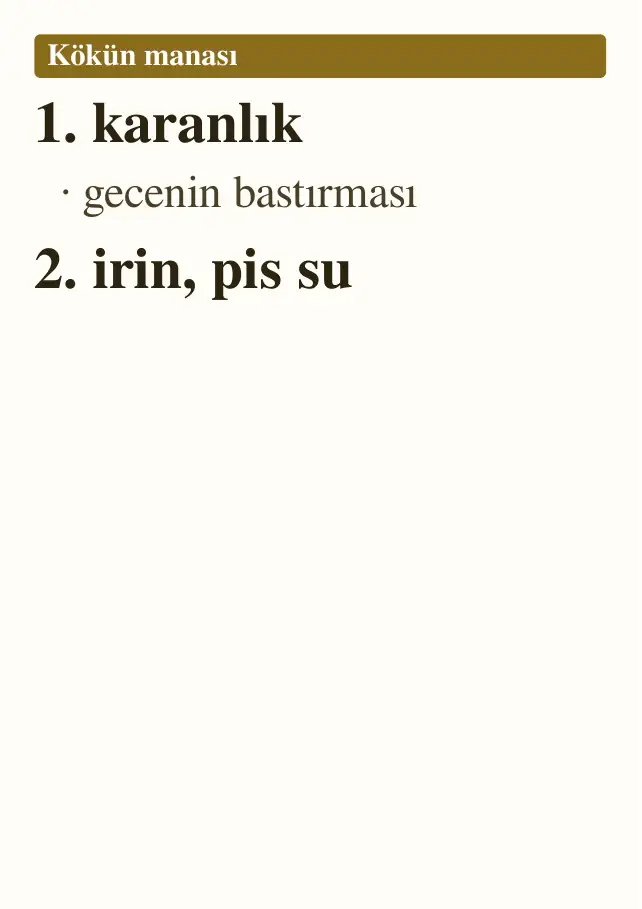 Kökün manası
1. karanlık
· gecenin bastırması
2. irin, pis su